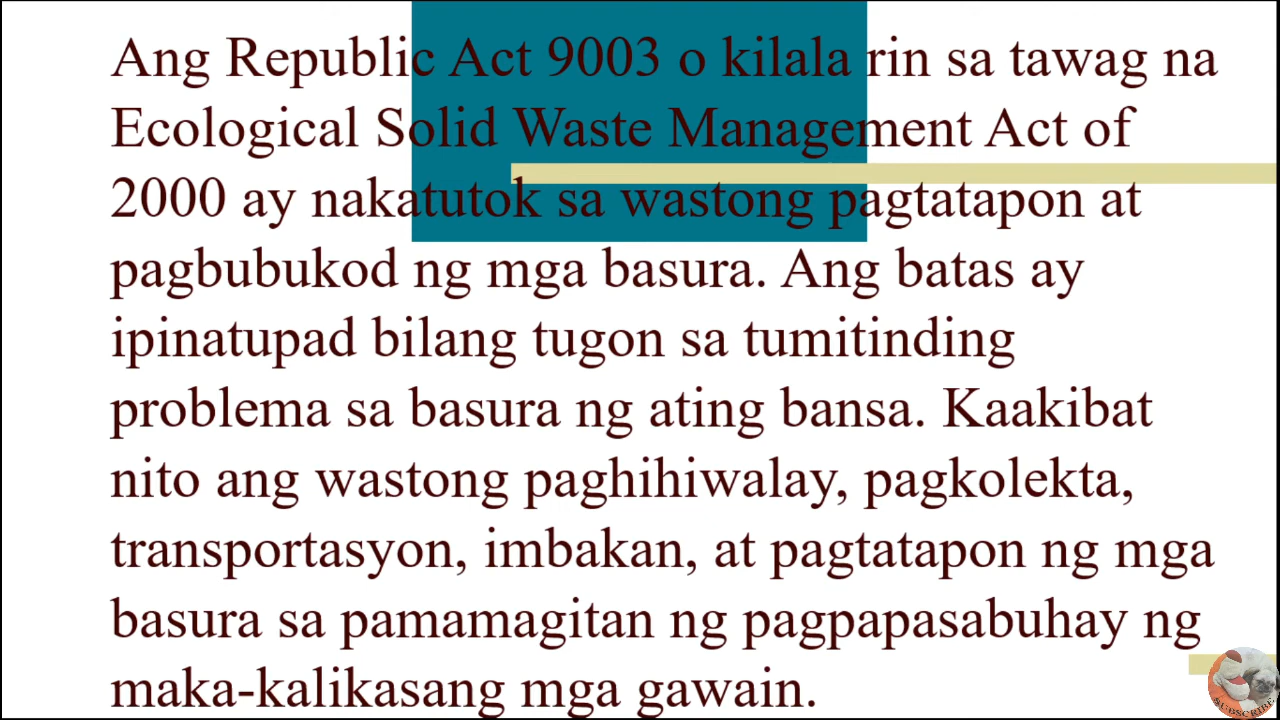 Ang Republic Act 9003 o kilala rin sa tawag na
Ecological Solid Waste Management Act of
2000 ay nakatutok sa wastong pagtatapon at
pagbubukod ng mga basura. Ang batas ay
ipinatupad bilang tugon sa tumitinding
problema sa basura ng ating bansa. Kaakibat
nito ang wastong paghihiwalay, pagkolekta,
transportasyon, imbakan, at pagtatapon ng mga
basura sa pamamagitan ng pagpapasabuhay ng
maka-kalikasang mga gawain.
SUBSCRIBE